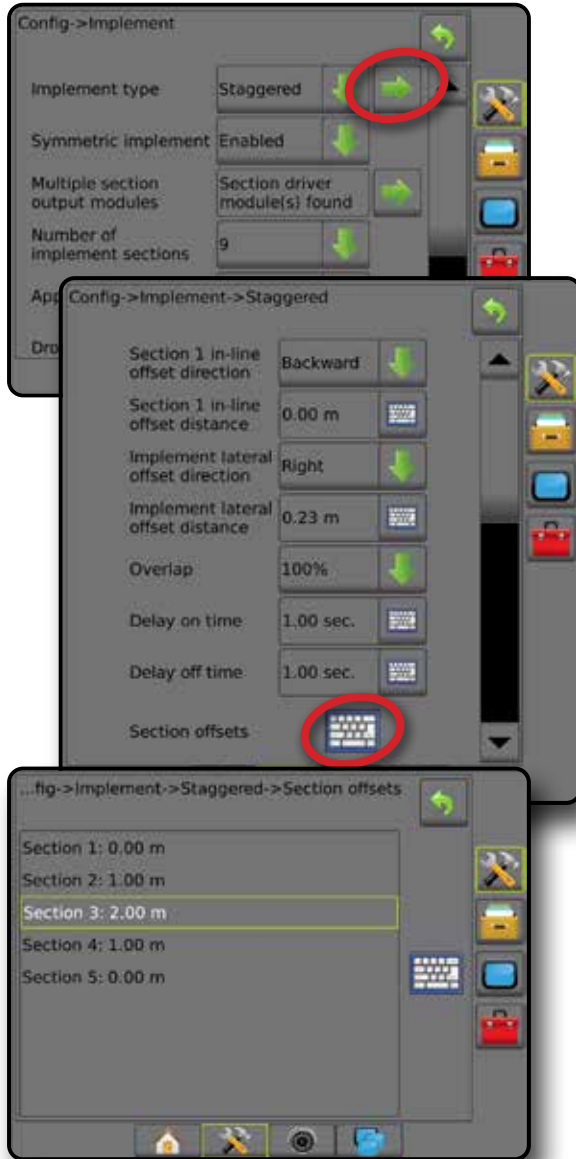 Config->Implement
Implement type
Staggered
Symmetric implement
Enabled
Multiple section
output modules
Section driver
module(s) found
Number of
implement sections
9
App
Dro
Config->Implement->Staggered
Section 1 in-line
offset direction
Backward
Section 1 in-line
offset distance
0.00 m
Implement lateral
offset direction
Right
Implement lateral
offset distance
0.23 m
Overlap
100%
Delay on time
1.00 sec.
Delay off time
1.00 sec.
Section offsets
...fig->Implement->Staggered->Section offsets
Section 1: 0.00 m
Section 2: 1.00 m
Section 3: 2.00 m
Section 4: 1.00 m
Section 5: 0.00 m